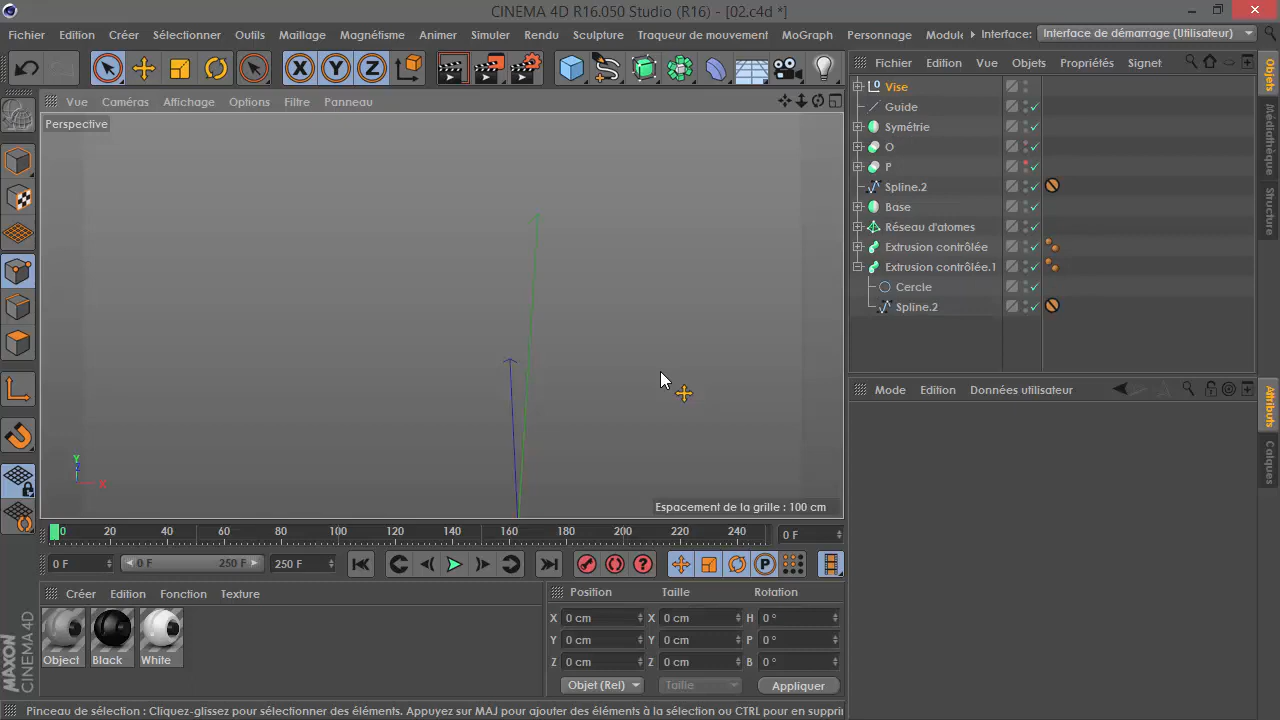 CINEMA 4D R16.050 Studio (R16) - [02.c4d *]
Fichier Edition Créer Sélectionner Outils Maillage Magnétisme Animer Simuler Rendu Sculpture Traqueur de mouvement MoGraph Personnage Module Interface: Interface de démarrage (Utilisateur)
X Y Z
Fichier Edition Vue Objets Propriétés Signet
Vue Caméras Affichage Options Filtre Panneau
Perspective
Vise
Guide
Symétrie
O
P
Spline.2
Base
Réseau d'atomes
Extrusion contrôlée
Extrusion contrôlée.1
Cercle
Spline.2
Objets
Médiathèque
Structure
Mode Edition Données utilisateur
Attributs
Calques
Y
Z
X
Espacement de la grille : 100 cm
0 20 40 60 80 100 120 140 160 180 200 220 240 0 F
0 F 0 F 250 F 250 F P
Créer Edition Fonction Texture
Object Black White
Position Taille Rotation
X 0 cm X 0 cm H 0 °
Y 0 cm Y 0 cm P 0 °
Z 0 cm Z 0 cm B 0 °
Objet (Rel) Taille Appliquer
MAXON
CINEMA 4D
Pinceau de sélection : Cliquez-glissez pour sélectionner des éléments. Appuyez sur MAJ pour ajouter des éléments à la sélection ou CTRL pour en suppri